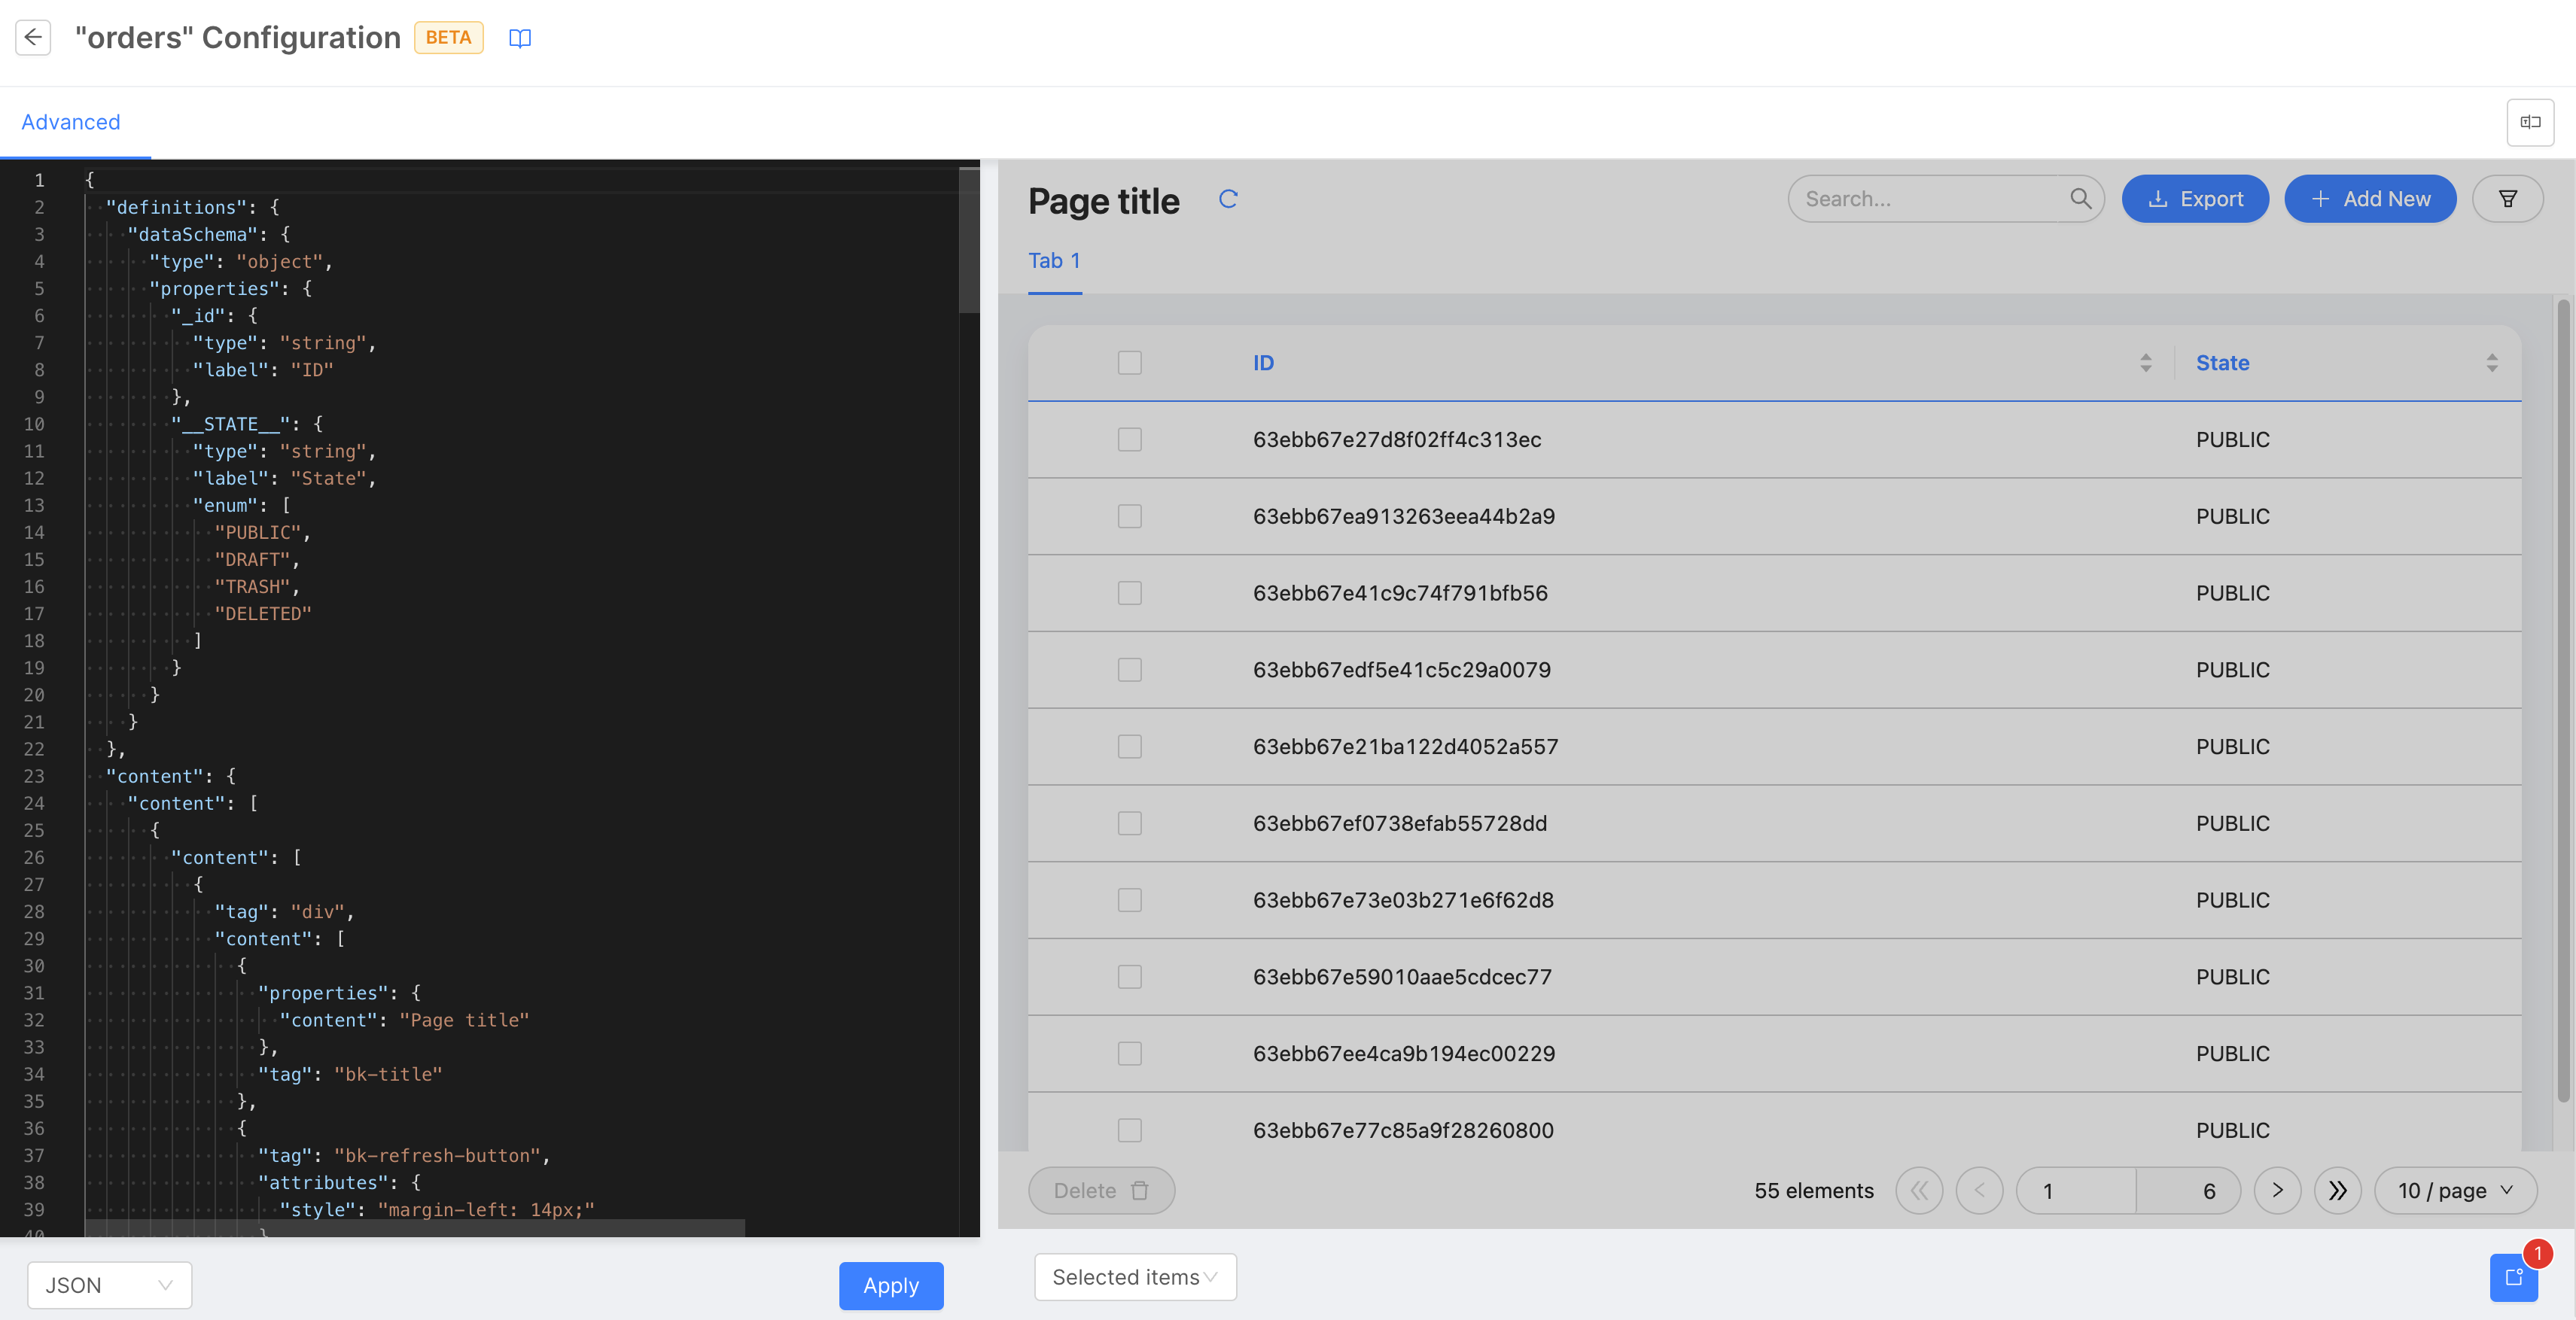 "orders" Configuration BETA
Advanced
1 {
2 "definitions": {
3 "dataSchema": {
4 "type": "object",
5 "properties": {
6 "_id": {
7 "type": "string",
8 "label": "ID"
9 },
10 "__STATE__": {
11 "type": "string",
12 "label": "State",
13 "enum": [
14 "PUBLIC",
15 "DRAFT",
16 "TRASH",
17 "DELETED"
18 ]
19 }
20 }
21 }
22 },
23 "content": {
24 "content": [
25 {
26 "content": [
27 {
28 "tag": "div",
29 "content": [
30 {
31 "properties": {
32 "content": "Page title"
33 },
34 "tag": "bk-title"
35 },
36 {
37 "tag": "bk-refresh-button",
38 "attributes": {
39 "style": "margin-left: 14px;"
40 }
JSON
Apply
Page title
Search...
Export
Add New
Tab 1
ID State
63ebb67e27d8f02ff4c313ec PUBLIC
63ebb67ea913263eea44b2a9 PUBLIC
63ebb67e41c9c74f791bfb56 PUBLIC
63ebb67edf5e41c5c29a0079 PUBLIC
63ebb67e21ba122d4052a557 PUBLIC
63ebb67ef0738efab55728dd PUBLIC
63ebb67e73e03b271e6f62d8 PUBLIC
63ebb67e59010aae5cdcec77 PUBLIC
63ebb67ee4ca9b194ec00229 PUBLIC
63ebb67e77c85a9f28260800 PUBLIC
Delete
55 elements
1 6
10 / page
Selected items
1